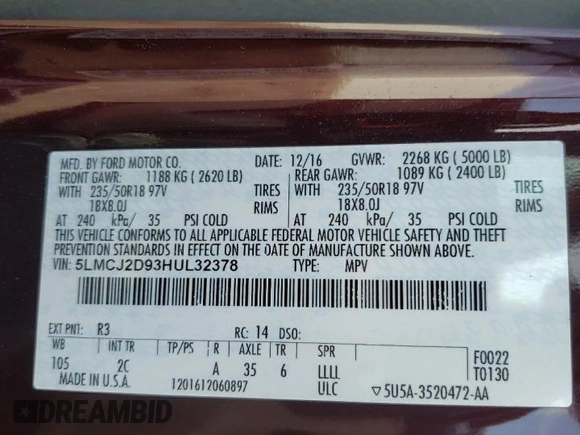 MFD. BY FORD MOTOR CO.
DATE: 12/16 GVWR: 2268 KG ( 5000 LB)
FRONT GAWR: 1188 KG ( 2620 LB) REAR GAWR: 1089 KG ( 2400 LB)
WITH 235/50R18 97V TIRES WITH 235/50R18 97V TIRES
18X8.0J RIMS 18X8.0J RIMS
AT 240 kPa/ 35 PSI COLD AT 240 kPa/ 35 PSI COLD
THIS VEHICLE CONFORMS TO ALL APPLICABLE FEDERAL MOTOR VEHICLE SAFETY AND THEFT
PREVENTION STANDARDS IN EFFECT ON THE DATE OF MANUFACTURE SHOWN ABOVE.
VIN: 5LMCJ2D93HUL32378 TYPE: MPV
EXT PNT: R3 RC: 14 DSO:
WB INT TR TP/PS R AXLE TR SPR F0022
105 2C A 35 6 LLLL T0130
MADE IN U.S.A. 1201612060897 ULC ▽5U5A-3520472-AA
DREAMBID